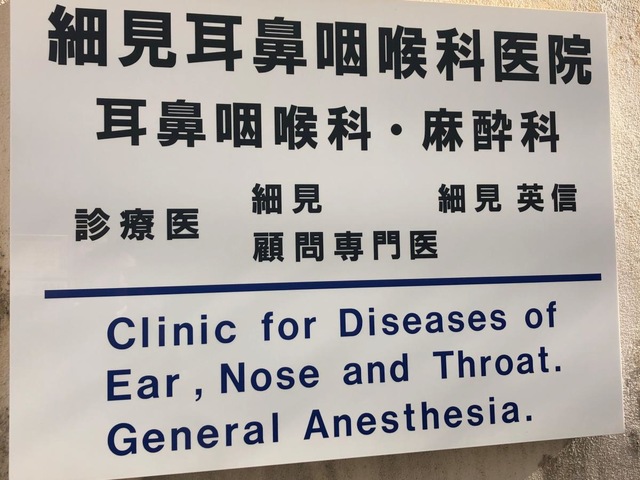 細見耳鼻咽喉科医院
耳鼻咽喉科・麻酔科
診療医 細見 細見 英信
顧問専門医
Clinic for Diseases of
Ear, Nose and Throat.
General Anesthesia.